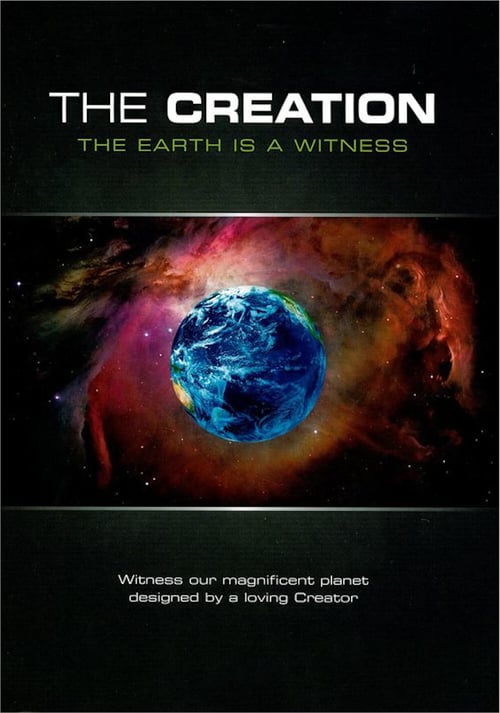 THE CREATION
THE EARTH IS A WITNESS
Witness our magnificent planet
designed by a loving Creator